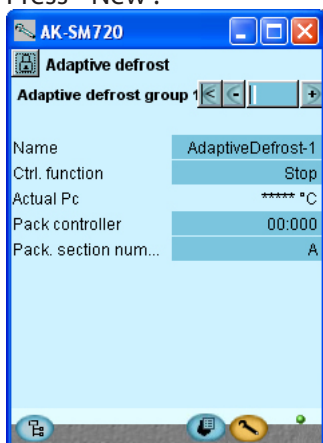 Press "New".
AK-SM720
Adaptive defrost
Adaptive defrost group 1
Name AdaptiveDefrost-1
Ctrl. function Stop
Actual Pc ***** °C
Pack controller 00:000
Pack. section num... A